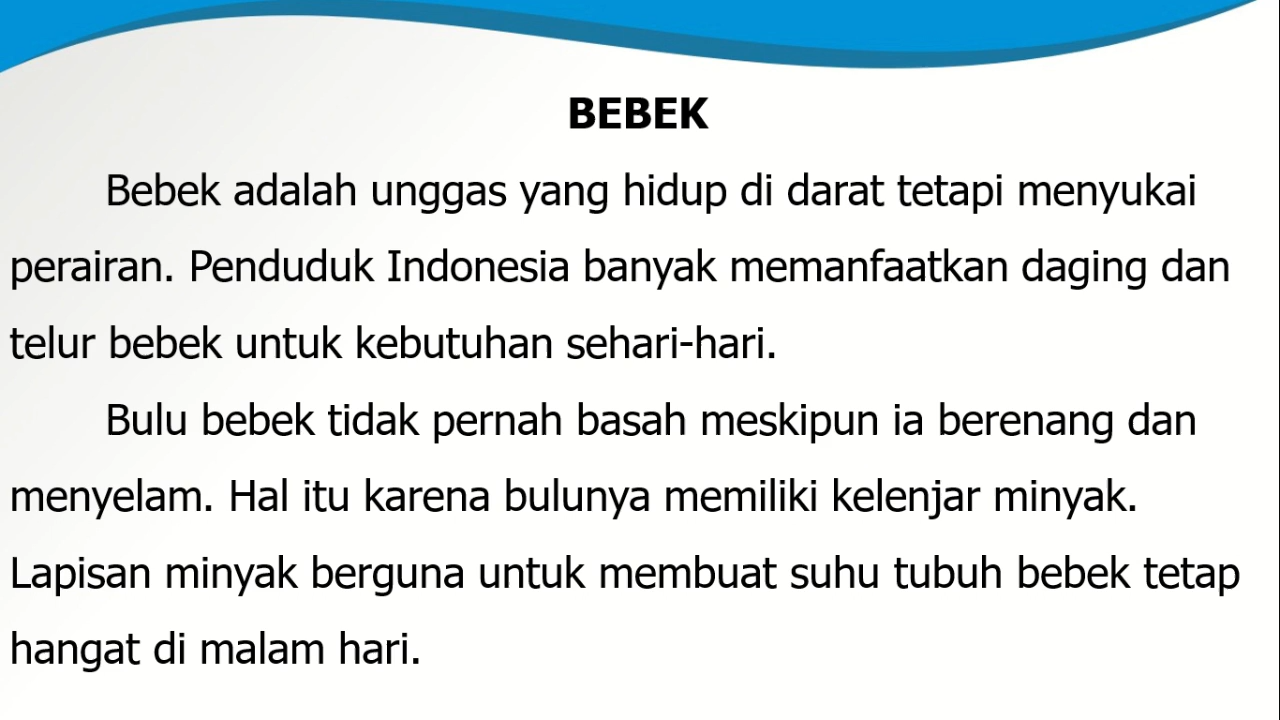 BEBEK
Bebek adalah unggas yang hidup di darat tetapi menyukai
perairan. Penduduk Indonesia banyak memanfaatkan daging dan
telur bebek untuk kebutuhan sehari-hari.
Bulu bebek tidak pernah basah meskipun ia berenang dan
menyelam. Hal itu karena bulunya memiliki kelenjar minyak.
Lapisan minyak berguna untuk membuat suhu tubuh bebek tetap
hangat di malam hari.